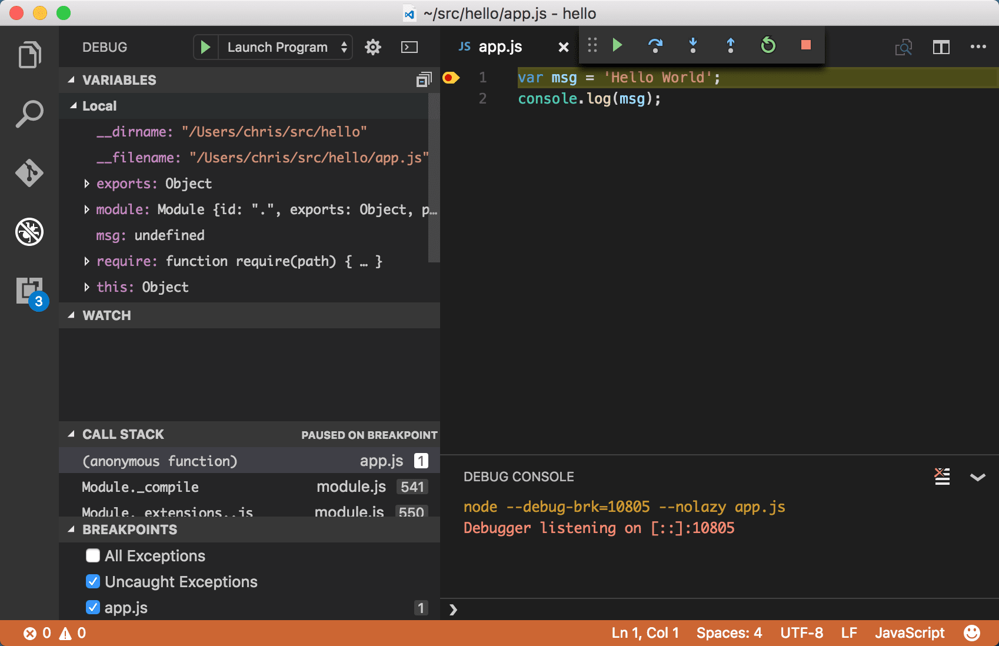 ~/src/hello/app.js - hello
DEBUG
Launch Program
VARIABLES
Local
__dirname: "/Users/chris/src/hello"
__filename: "/Users/chris/src/hello/app.js"
exports: Object
module: Module {id: ".", exports: Object, p…
msg: undefined
require: function require(path) { … }
this: Object
3
WATCH
CALL STACK PAUSED ON BREAKPOINT
(anonymous function) app.js 1
Module._compile module.js 541
Module._extensions..js module.js 550
BREAKPOINTS
All Exceptions
Uncaught Exceptions
app.js 1
JS app.js
1 var msg = 'Hello World';
2 console.log(msg);
DEBUG CONSOLE
node --debug-brk=10805 --nolazy app.js
Debugger listening on [::]:10805
0 0 Ln 1, Col 1 Spaces: 4 UTF-8 LF JavaScript